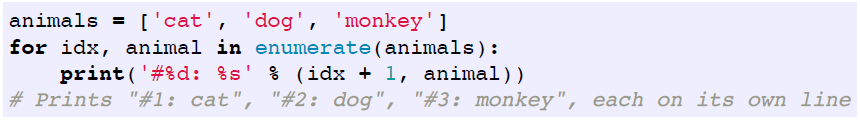 animals = ['cat', 'dog', 'monkey']
for idx, animal in enumerate(animals):
    print('#%d: %s' % (idx + 1, animal))
# Prints "#1: cat", "#2: dog", "#3: monkey", each on its own line